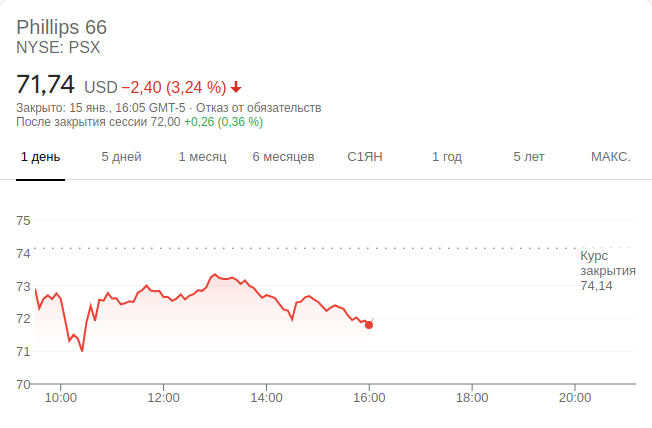 Phillips 66
NYSE: PSX
71,74 USD −2,40 (3,24 %)
Закрыто: 15 янв., 16:05 GMT-5 · Отказ от обязательств
После закрытия сессии 72,00 +0,26 (0,36 %)
1 день 5 дней 1 месяц 6 месяцев С1ЯН 1 год 5 лет МАКС.
75
74
Курс
закрытия
74,14
73
72
71
70
10:00 12:00 14:00 16:00 18:00 20:00